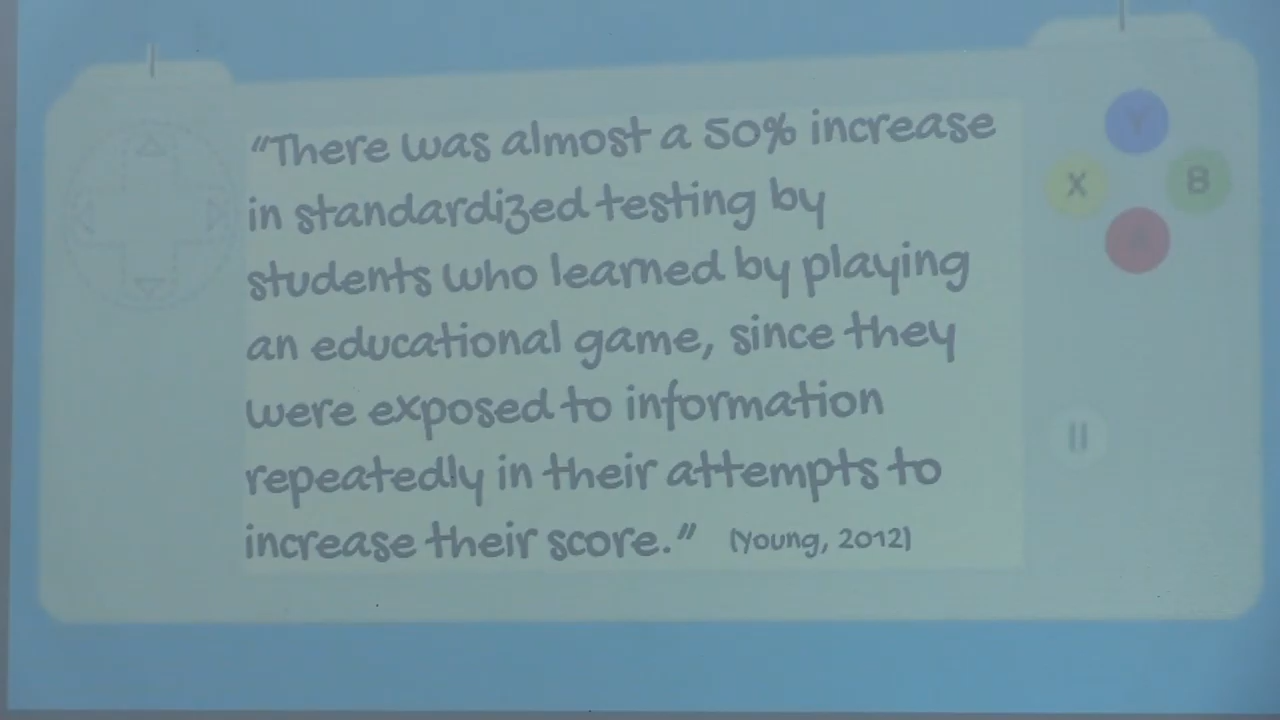 “There was almost a 50% increase
in standardized testing by
students who learned by playing
an educational game, since they
were exposed to information
repeatedly in their attempts to
increase their score.” (Young, 2012)
Y
X B
A